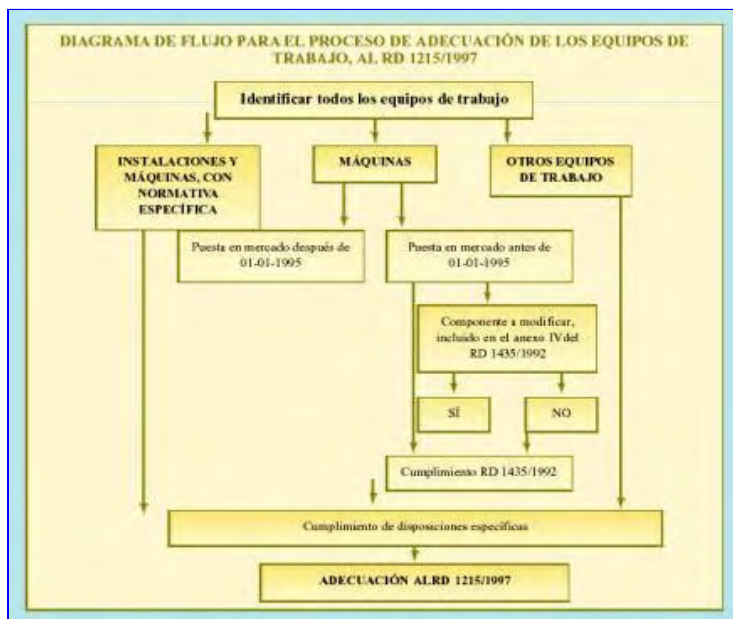 DIAGRAMA DE FLUJO PARA EL PROCESO DE ADECUACIÓN DE LOS EQUIPOS DE
TRABAJO, AL RD 1215/1997
Identificar todos los equipos de trabajo
INSTALACIONES Y
MÁQUINAS, CON
NORMATIVA
ESPECÍFICA
MÁQUINAS
OTROS EQUIPOS
DE TRABAJO
Puesta en mercado después de
01-01-1995
Puesta en mercado antes de
01-01-1995
Componente a modificar,
incluido en el anexo IVdel
RD 1435/1992
SÍ
NO
Cumplimiento RD 1435/1992
Cumplimiento de disposiciones específicas
ADECUACIÓN ALRD 1215/1997